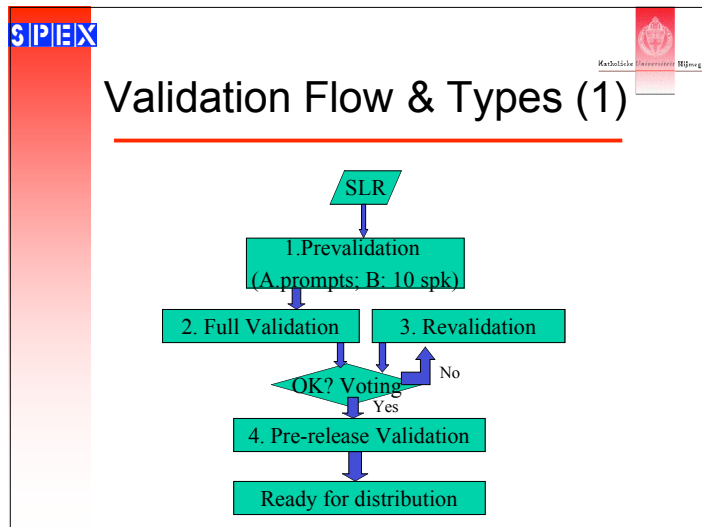 SPEX
Katholieke Universiteit Nijmeg
Validation Flow & Types (1)
SLR
1.Prevalidation
(A.prompts; B: 10 spk)
2. Full Validation
3. Revalidation
OK? Voting
No
Yes
4. Pre-release Validation
Ready for distribution